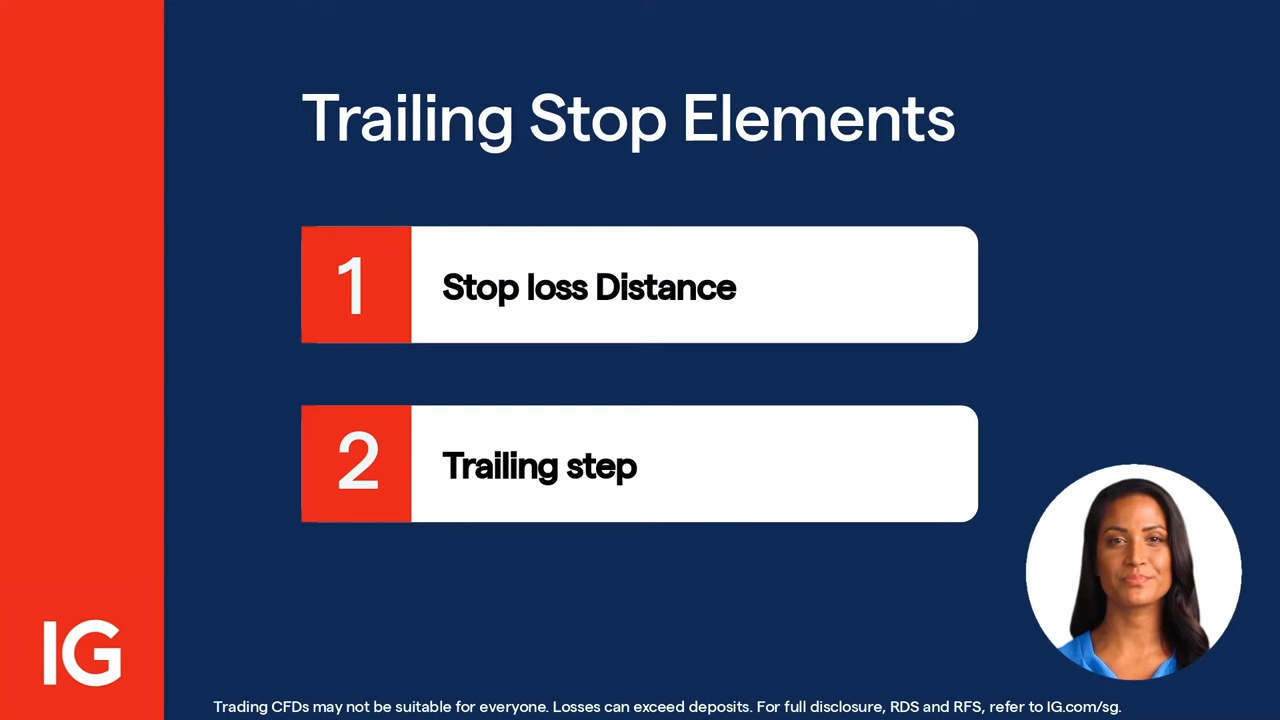 Trailing Stop Elements
1
Stop loss Distance
2
Trailing step
IG
Trading CFDs may not be suitable for everyone. Losses can exceed deposits. For full disclosure, RDS and RFS, refer to IG.com/sg.